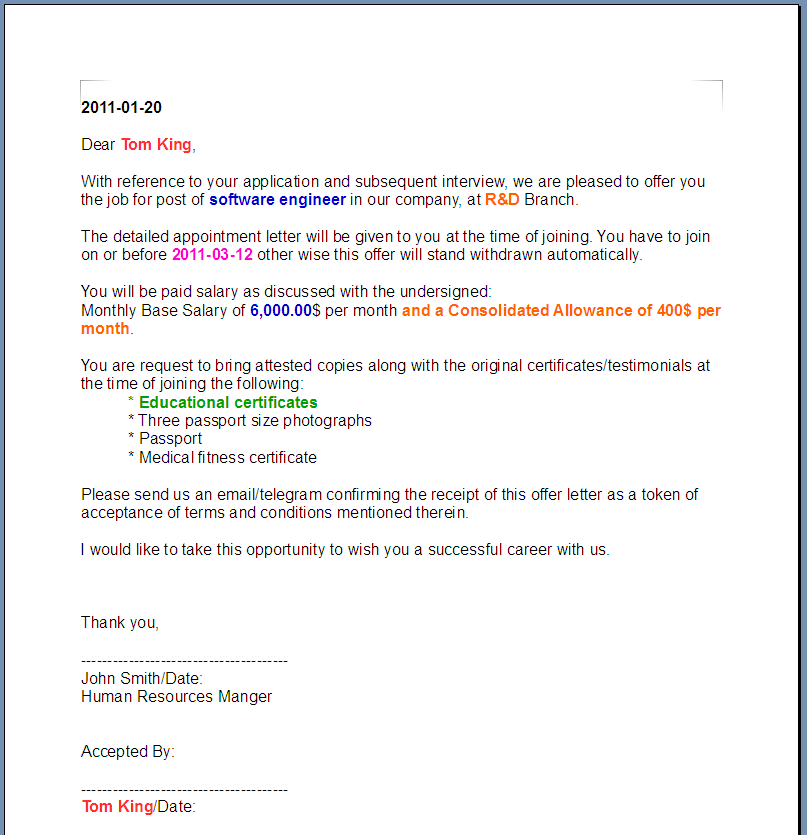 2011-01-20
Dear Tom King,
With reference to your application and subsequent interview, we are pleased to offer you
the job for post of software engineer in our company, at R&D Branch.
The detailed appointment letter will be given to you at the time of joining. You have to join
on or before 2011-03-12 other wise this offer will stand withdrawn automatically.
You will be paid salary as discussed with the undersigned:
Monthly Base Salary of 6,000.00$ per month and a Consolidated Allowance of 400$ per
month.
You are request to bring attested copies along with the original certificates/testimonials at
the time of joining the following:
* Educational certificates
* Three passport size photographs
* Passport
* Medical fitness certificate
Please send us an email/telegram confirming the receipt of this offer letter as a token of
acceptance of terms and conditions mentioned therein.
I would like to take this opportunity to wish you a successful career with us.
Thank you,
---------------------------------------
John Smith/Date:
Human Resources Manger
Accepted By:
---------------------------------------
Tom King/Date: